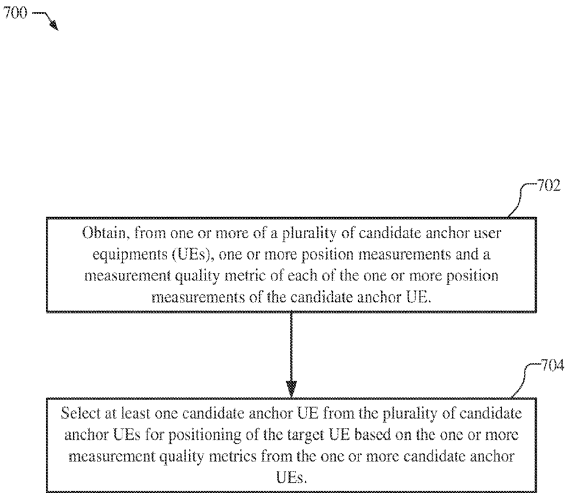 700
702
Obtain, from one or more of a plurality of candidate anchor user
equipments (UEs), one or more position measurements and a
measurement quality metric of each of the one or more position
measurements of the candidate anchor UE.
704
Select at least one candidate anchor UE from the plurality of candidate
anchor UEs for positioning of the target UE based on the one or more
measurement quality metrics from the one or more candidate anchor
UEs.